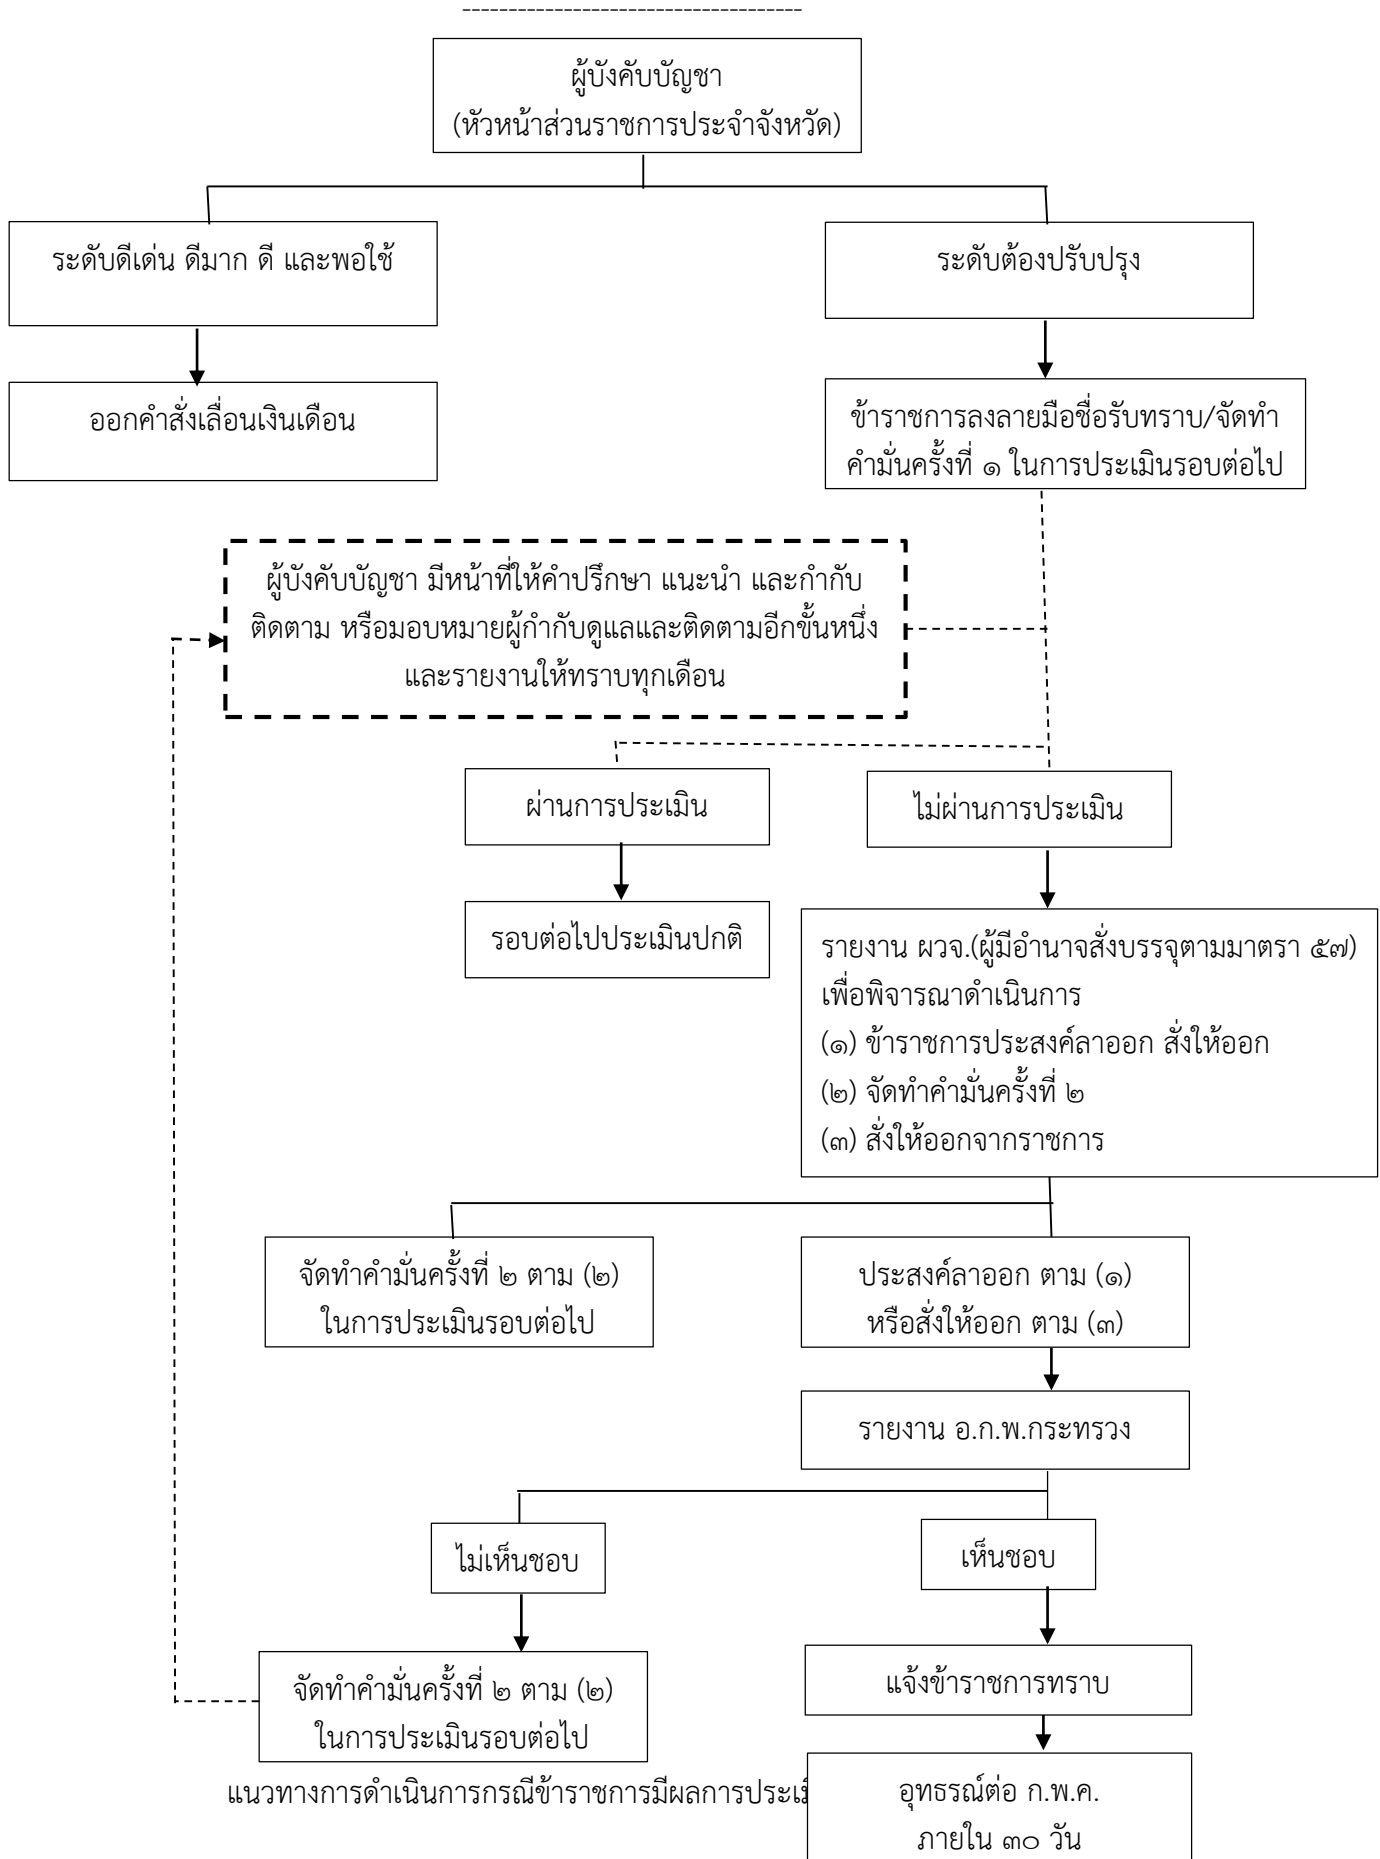 ผู้บังคับบัญชา
(หัวหน้าส่วนราชการประจำจังหวัด)
ระดับดีเด่น ดีมาก ดี และพอใช้
ระดับต้องปรับปรุง
ออกคำสั่งเลื่อนเงินเดือน
ข้าราชการลงลายมือชื่อรับทราบ/จัดทำ
คำมั่นครั้งที่ ๑ ในการประเมินรอบต่อไป
ผู้บังคับบัญชา มีหน้าที่ให้คำปรึกษา แนะนำ และกำกับ
ติดตาม หรือมอบหมายผู้กำกับดูแลและติดตามอีกขั้นหนึ่ง
และรายงานให้ทราบทุกเดือน
ผ่านการประเมิน
ไม่ผ่านการประเมิน
รอบต่อไปประเมินปกติ
รายงาน ผวจ.(ผู้มีอำนาจสั่งบรรจุตามมาตรา ๕๗)
เพื่อพิจารณาดำเนินการ
(๑) ข้าราชการประสงค์ลาออก สั่งให้ออก
(๒) จัดทำคำมั่นครั้งที่ ๒
(๓) สั่งให้ออกจากราชการ
จัดทำคำมั่นครั้งที่ ๒ ตาม (๒)
ในการประเมินรอบต่อไป
ประสงค์ลาออก ตาม (๑)
หรือสั่งให้ออก ตาม (๓)
รายงาน อ.ก.พ.กระทรวง
ไม่เห็นชอบ
เห็นชอบ
จัดทำคำมั่นครั้งที่ ๒ ตาม (๒)
ในการประเมินรอบต่อไป
แจ้งข้าราชการทราบ
แนวทางการดำเนินการกรณีข้าราชการมีผลการประเมิ
อุทธรณ์ต่อ ก.พ.ค.
ภายใน ๓๐ วัน